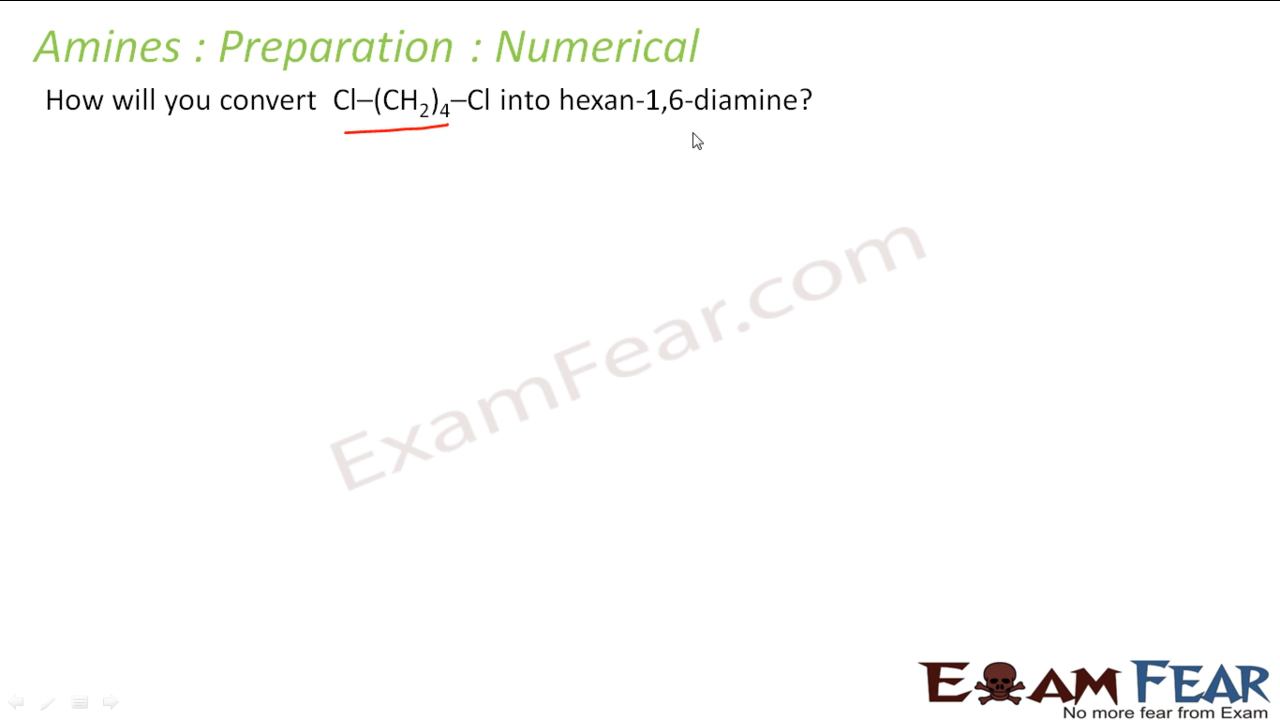 Amines : Preparation : Numerical
How will you convert Cl–(CH₂)₄–Cl into hexan-1,6-diamine?
ExamFear.com
EXAM FEAR
No more fear from Exam